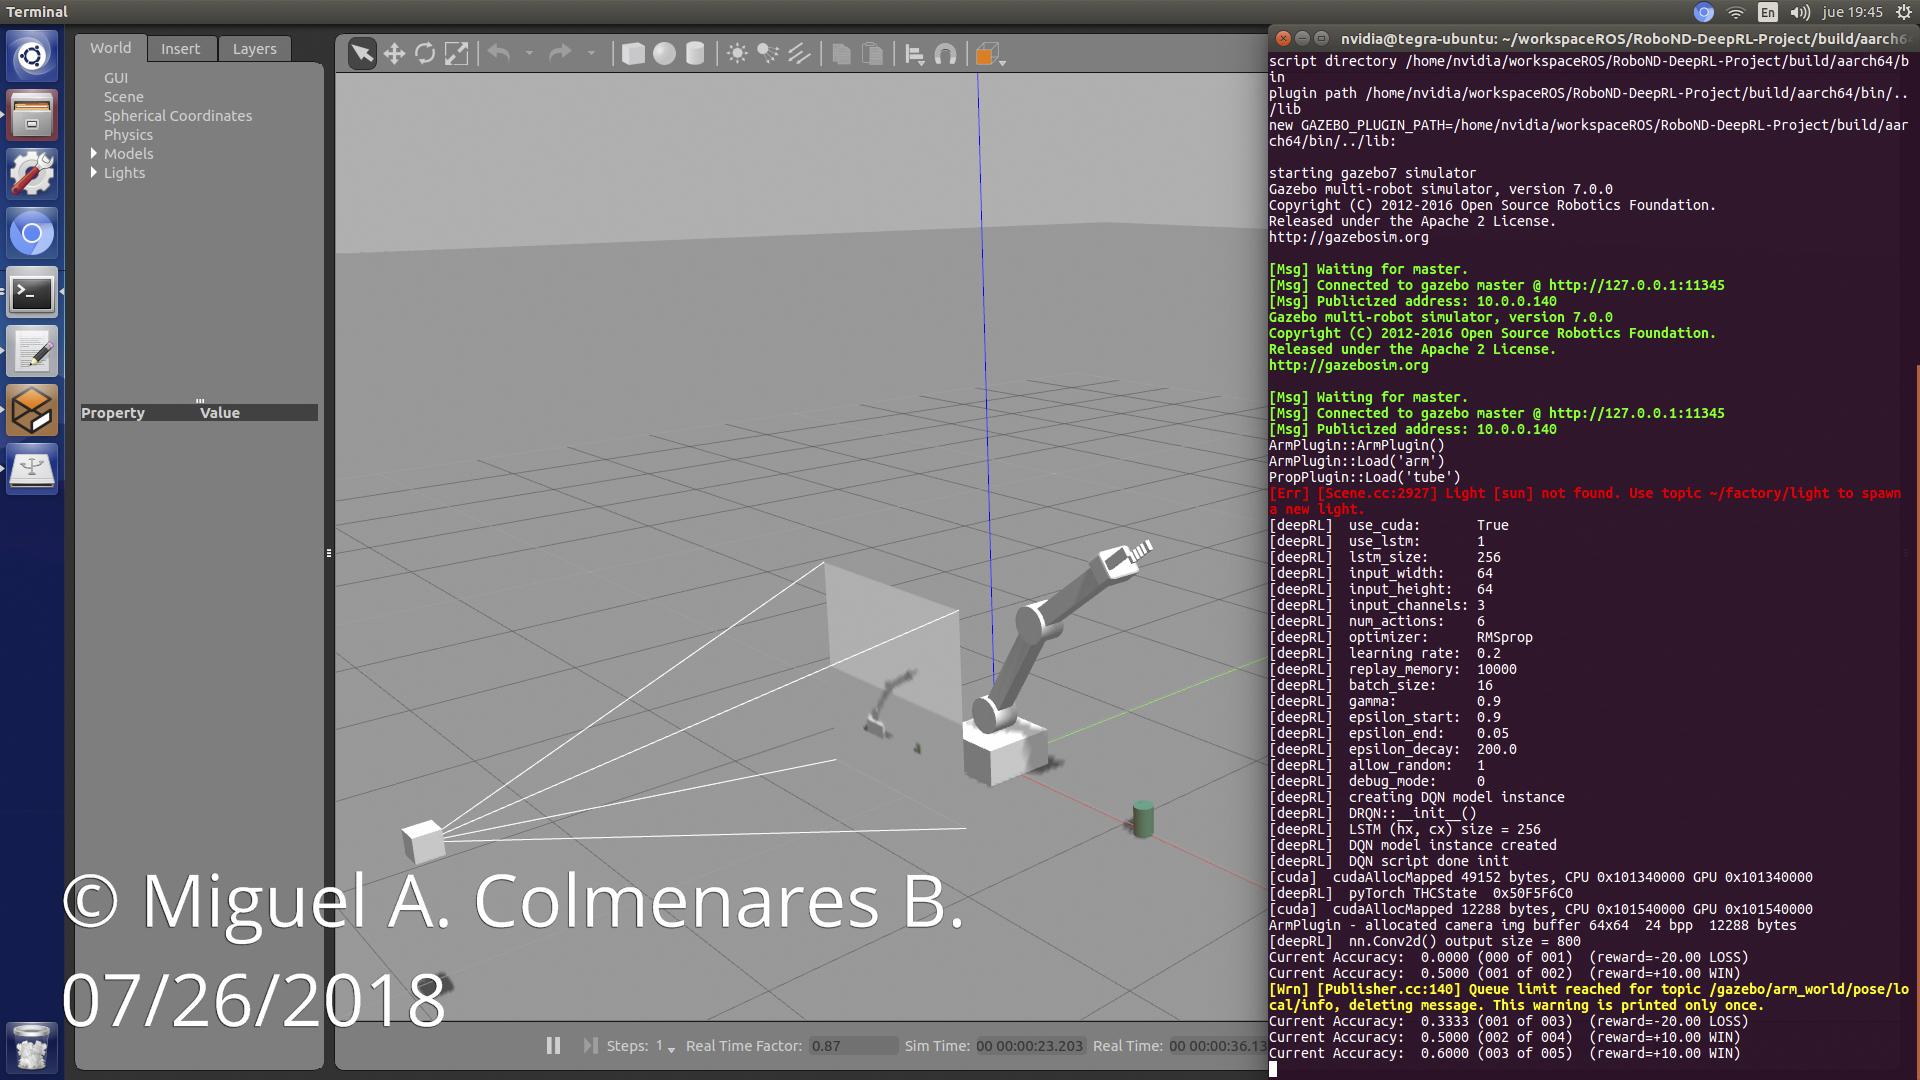 Terminal
En
jue 19:45
World
Insert
Layers
GUI
Scene
Spherical Coordinates
Physics
Models
Lights
Property
Value
© Miguel A. Colmenares B.
07/26/2018
Steps: 1
Real Time Factor: 0.87
Sim Time: 00 00:00:23.203
Real Time: 00 00:00:36.13
nvidia@tegra-ubuntu: ~/workspaceROS/RoboND-DeepRL-Project/build/aarch6
script directory /home/nvidia/workspaceROS/RoboND-DeepRL-Project/build/aarch64/b
in
plugin path /home/nvidia/workspaceROS/RoboND-DeepRL-Project/build/aarch64/bin/..
/lib
new GAZEBO_PLUGIN_PATH=/home/nvidia/workspaceROS/RoboND-DeepRL-Project/build/aar
ch64/bin/../lib:
starting gazebo7 simulator
Gazebo multi-robot simulator, version 7.0.0
Copyright (C) 2012-2016 Open Source Robotics Foundation.
Released under the Apache 2 License.
http://gazebosim.org
[Msg] Waiting for master.
[Msg] Connected to gazebo master @ http://127.0.0.1:11345
[Msg] Publicized address: 10.0.0.140
Gazebo multi-robot simulator, version 7.0.0
Copyright (C) 2012-2016 Open Source Robotics Foundation.
Released under the Apache 2 License.
http://gazebosim.org
[Msg] Waiting for master.
[Msg] Connected to gazebo master @ http://127.0.0.1:11345
[Msg] Publicized address: 10.0.0.140
ArmPlugin::ArmPlugin()
ArmPlugin::Load('arm')
PropPlugin::Load('tube')
[Err] [Scene.cc:2927] Light [sun] not found. Use topic ~/factory/light to spawn
a new light.
[deepRL]  use_cuda:       True
[deepRL]  use_lstm:       1
[deepRL]  lstm_size:      256
[deepRL]  input_width:    64
[deepRL]  input_height:   64
[deepRL]  input_channels: 3
[deepRL]  num_actions:    6
[deepRL]  optimizer:      RMSprop
[deepRL]  learning rate:  0.2
[deepRL]  replay_memory:  10000
[deepRL]  batch_size:     16
[deepRL]  gamma:          0.9
[deepRL]  epsilon_start:  0.9
[deepRL]  epsilon_end:    0.05
[deepRL]  epsilon_decay:  200.0
[deepRL]  allow_random:   1
[deepRL]  debug_mode:     0
[deepRL]  creating DQN model instance
[deepRL]  DRQN::__init__()
[deepRL]  LSTM (hx, cx) size = 256
[deepRL]  DQN model instance created
[deepRL]  DQN script done init
[cuda]  cudaAllocMapped 49152 bytes, CPU 0x101340000 GPU 0x101340000
[deepRL]  pyTorch THCState  0x50F5F6C0
[cuda]  cudaAllocMapped 12288 bytes, CPU 0x101540000 GPU 0x101540000
ArmPlugin - allocated camera img buffer 64x64  24 bpp  12288 bytes
[deepRL]  nn.Conv2d() output size = 800
Current Accuracy:  0.0000 (000 of 001)  (reward=-20.00 LOSS)
Current Accuracy:  0.5000 (001 of 002)  (reward=+10.00 WIN)
[Wrn] [Publisher.cc:140] Queue limit reached for topic /gazebo/arm_world/pose/lo
cal/info, deleting message. This warning is printed only once.
Current Accuracy:  0.3333 (001 of 003)  (reward=-20.00 LOSS)
Current Accuracy:  0.5000 (002 of 004)  (reward=+10.00 WIN)
Current Accuracy:  0.6000 (003 of 005)  (reward=+10.00 WIN)